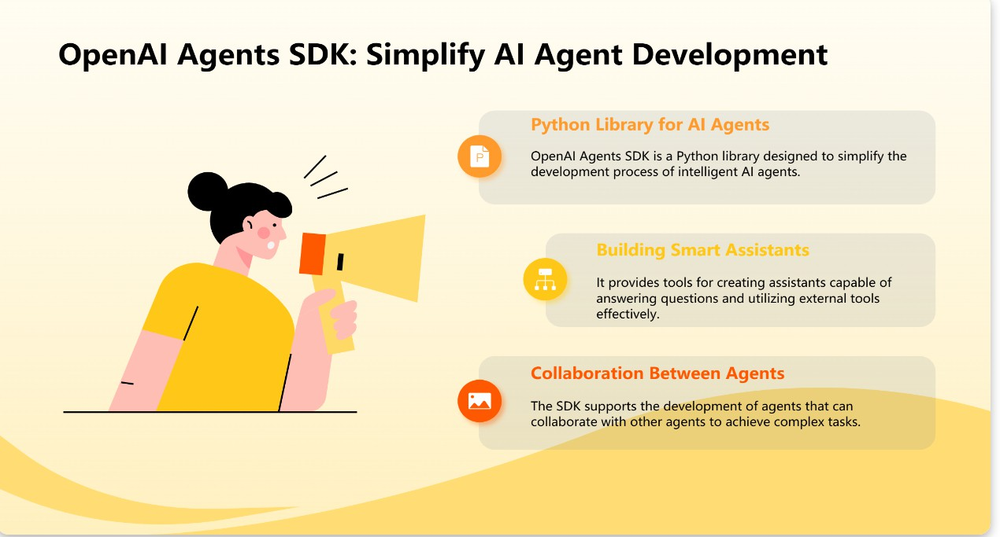 OpenAI Agents SDK: Simplify AI Agent Development
Python Library for AI Agents
P
OpenAI Agents SDK is a Python library designed to simplify the
development process of intelligent AI agents.
Building Smart Assistants
It provides tools for creating assistants capable of
answering questions and utilizing external tools
effectively.
Collaboration Between Agents
The SDK supports the development of agents that can
collaborate with other agents to achieve complex tasks.